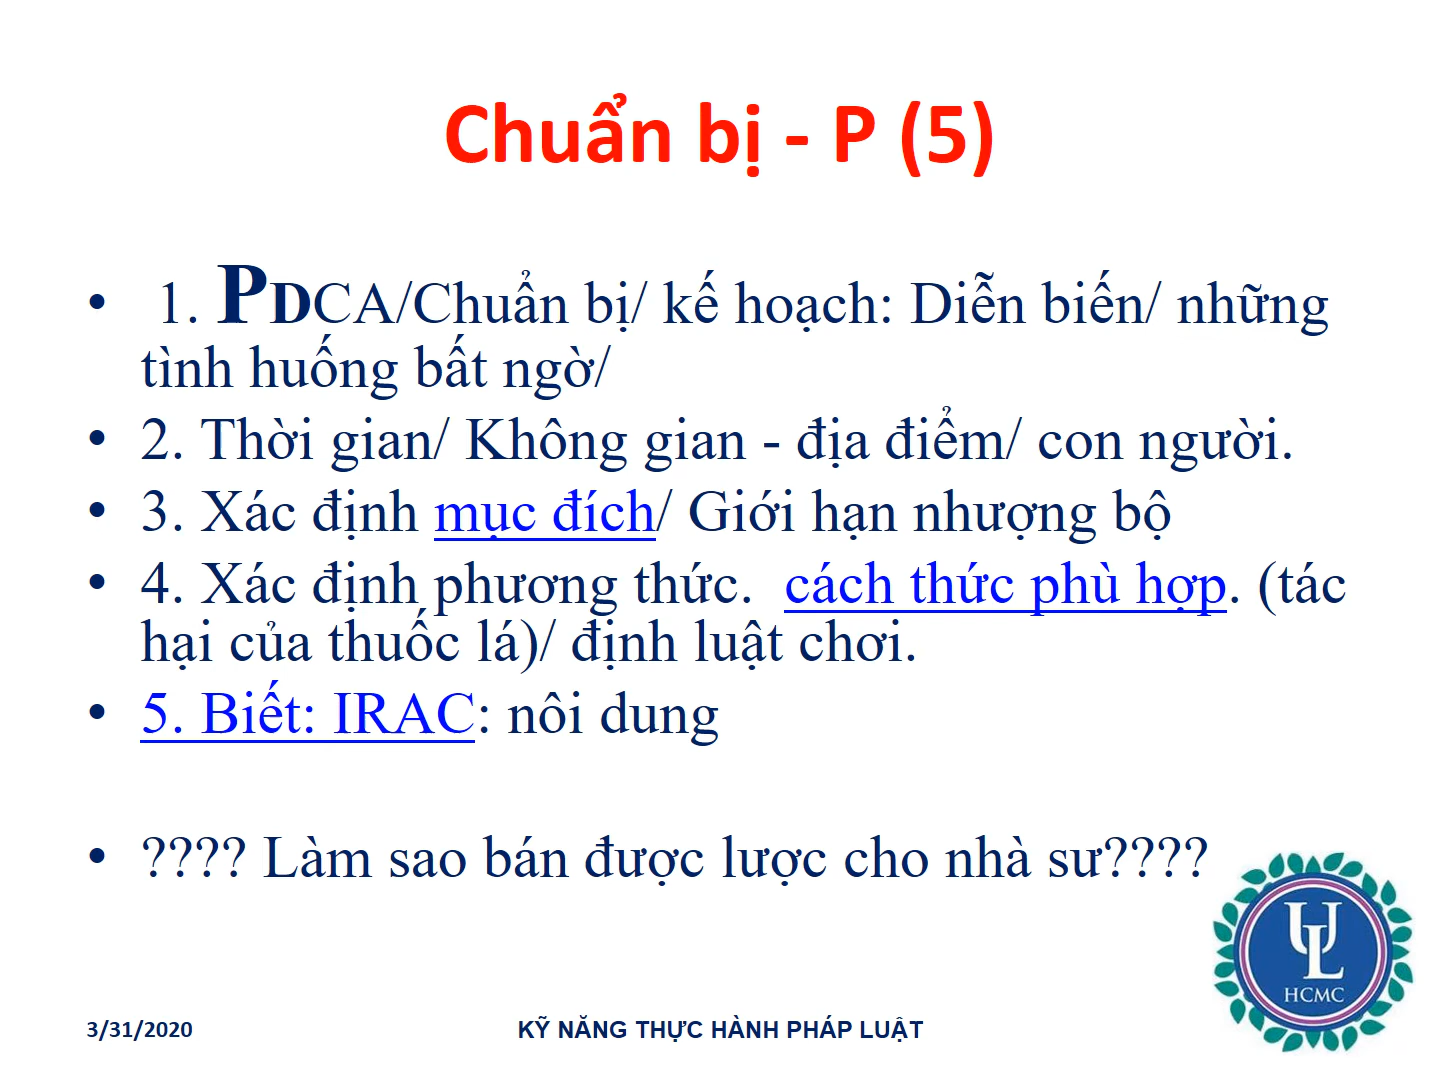 Chuẩn bị - P (5)
• 1. PDCA/Chuẩn bị/ kế hoạch: Diễn biến/ những
tình huống bất ngờ/
• 2. Thời gian/ Không gian - địa điểm/ con người.
• 3. Xác định mục đích/ Giới hạn nhượng bộ
• 4. Xác định phương thức.  cách thức phù hợp. (tác
hại của thuốc lá)/ định luật chơi.
• 5. Biết: IRAC: nôi dung
• ???? Làm sao bán được lược cho nhà sư????
UL
HCMC
3/31/2020
KỸ NĂNG THỰC HÀNH PHÁP LUẬT